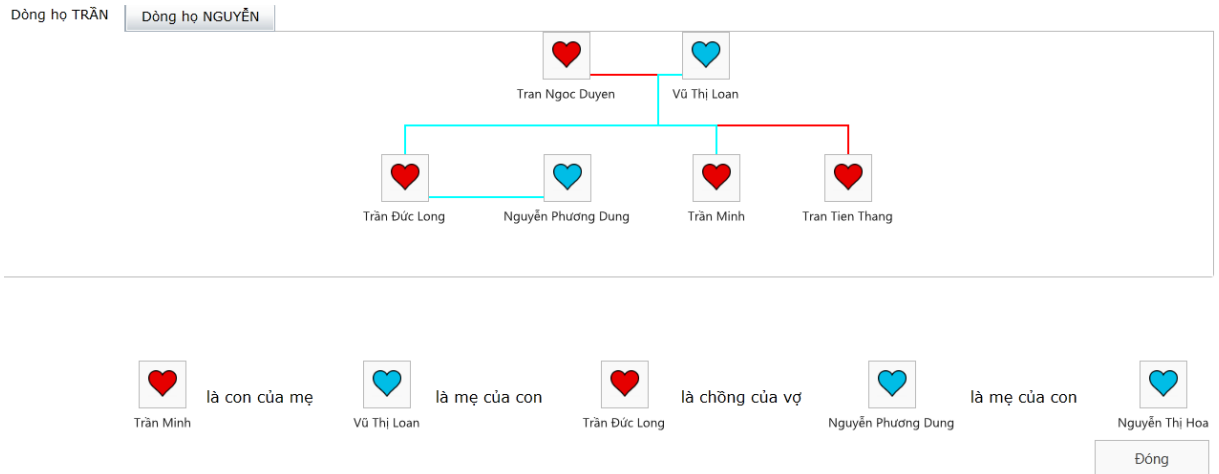 Dòng họ TRẦN Dòng họ NGUYỄN
Tran Ngoc Duyen Vũ Thị Loan
Trần Đức Long Nguyễn Phương Dung Trần Minh Tran Tien Thang
là con của mẹ là mẹ của con là chồng của vợ là mẹ của con
Trần Minh Vũ Thị Loan Trần Đức Long Nguyễn Phương Dung Nguyễn Thị Hoa
Đóng